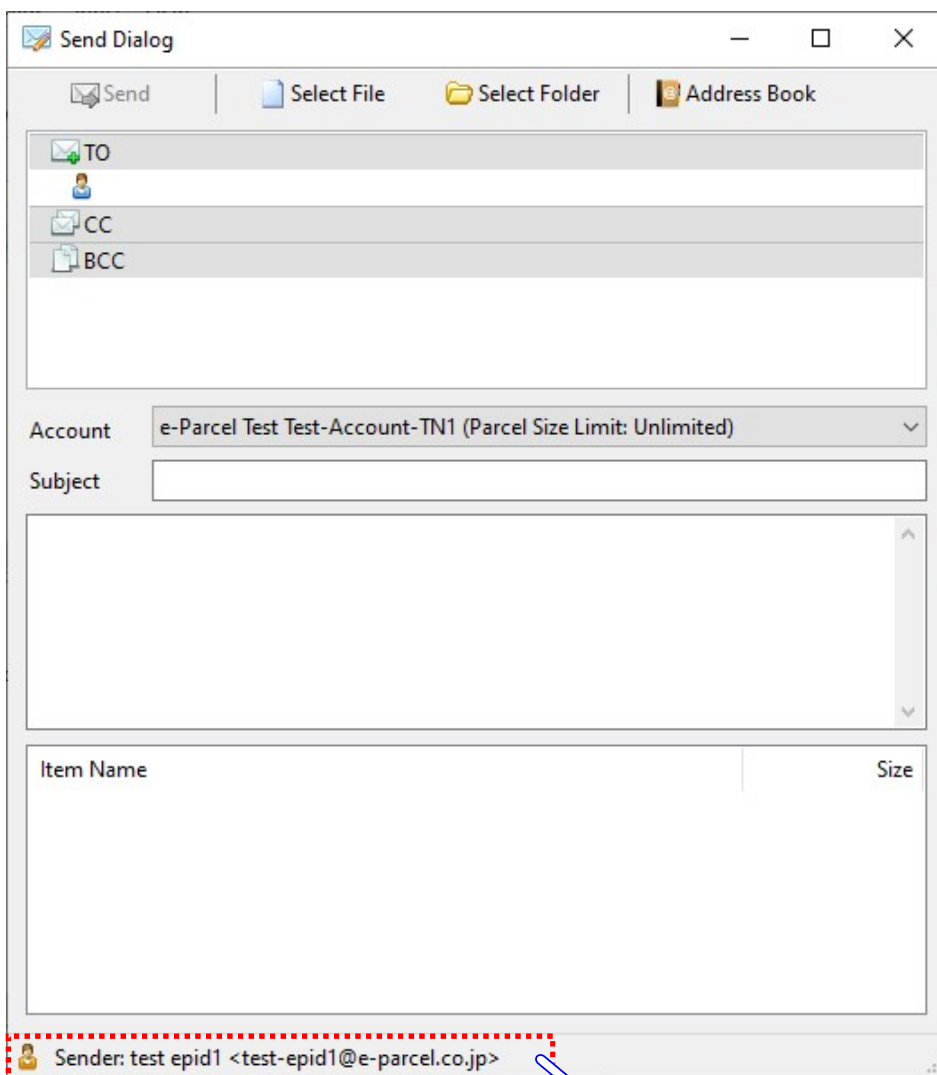 Send Dialog
Send Select File Select Folder Address Book
TO
CC
BCC
Account e-Parcel Test Test-Account-TN1 (Parcel Size Limit: Unlimited)
Subject
Item Name Size
Sender: test epid1 <test-epid1@e-parcel.co.jp>